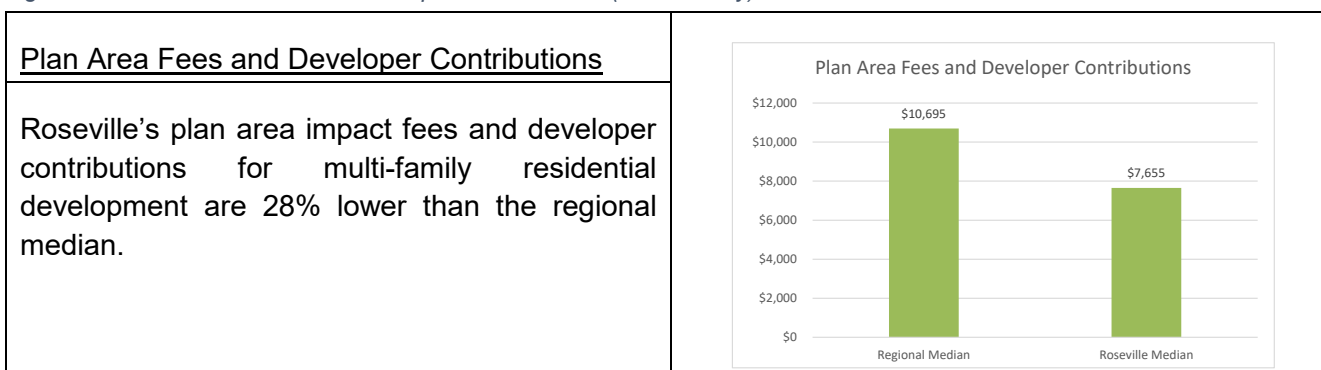 Plan Area Fees and Developer Contributions
Roseville’s plan area impact fees and developer
contributions for multi-family residential
development are 28% lower than the regional
median.
Plan Area Fees and Developer Contributions
$12,000
$10,000
$8,000
$6,000
$4,000
$2,000
$0
$10,695
$7,655
Regional Median
Roseville Median